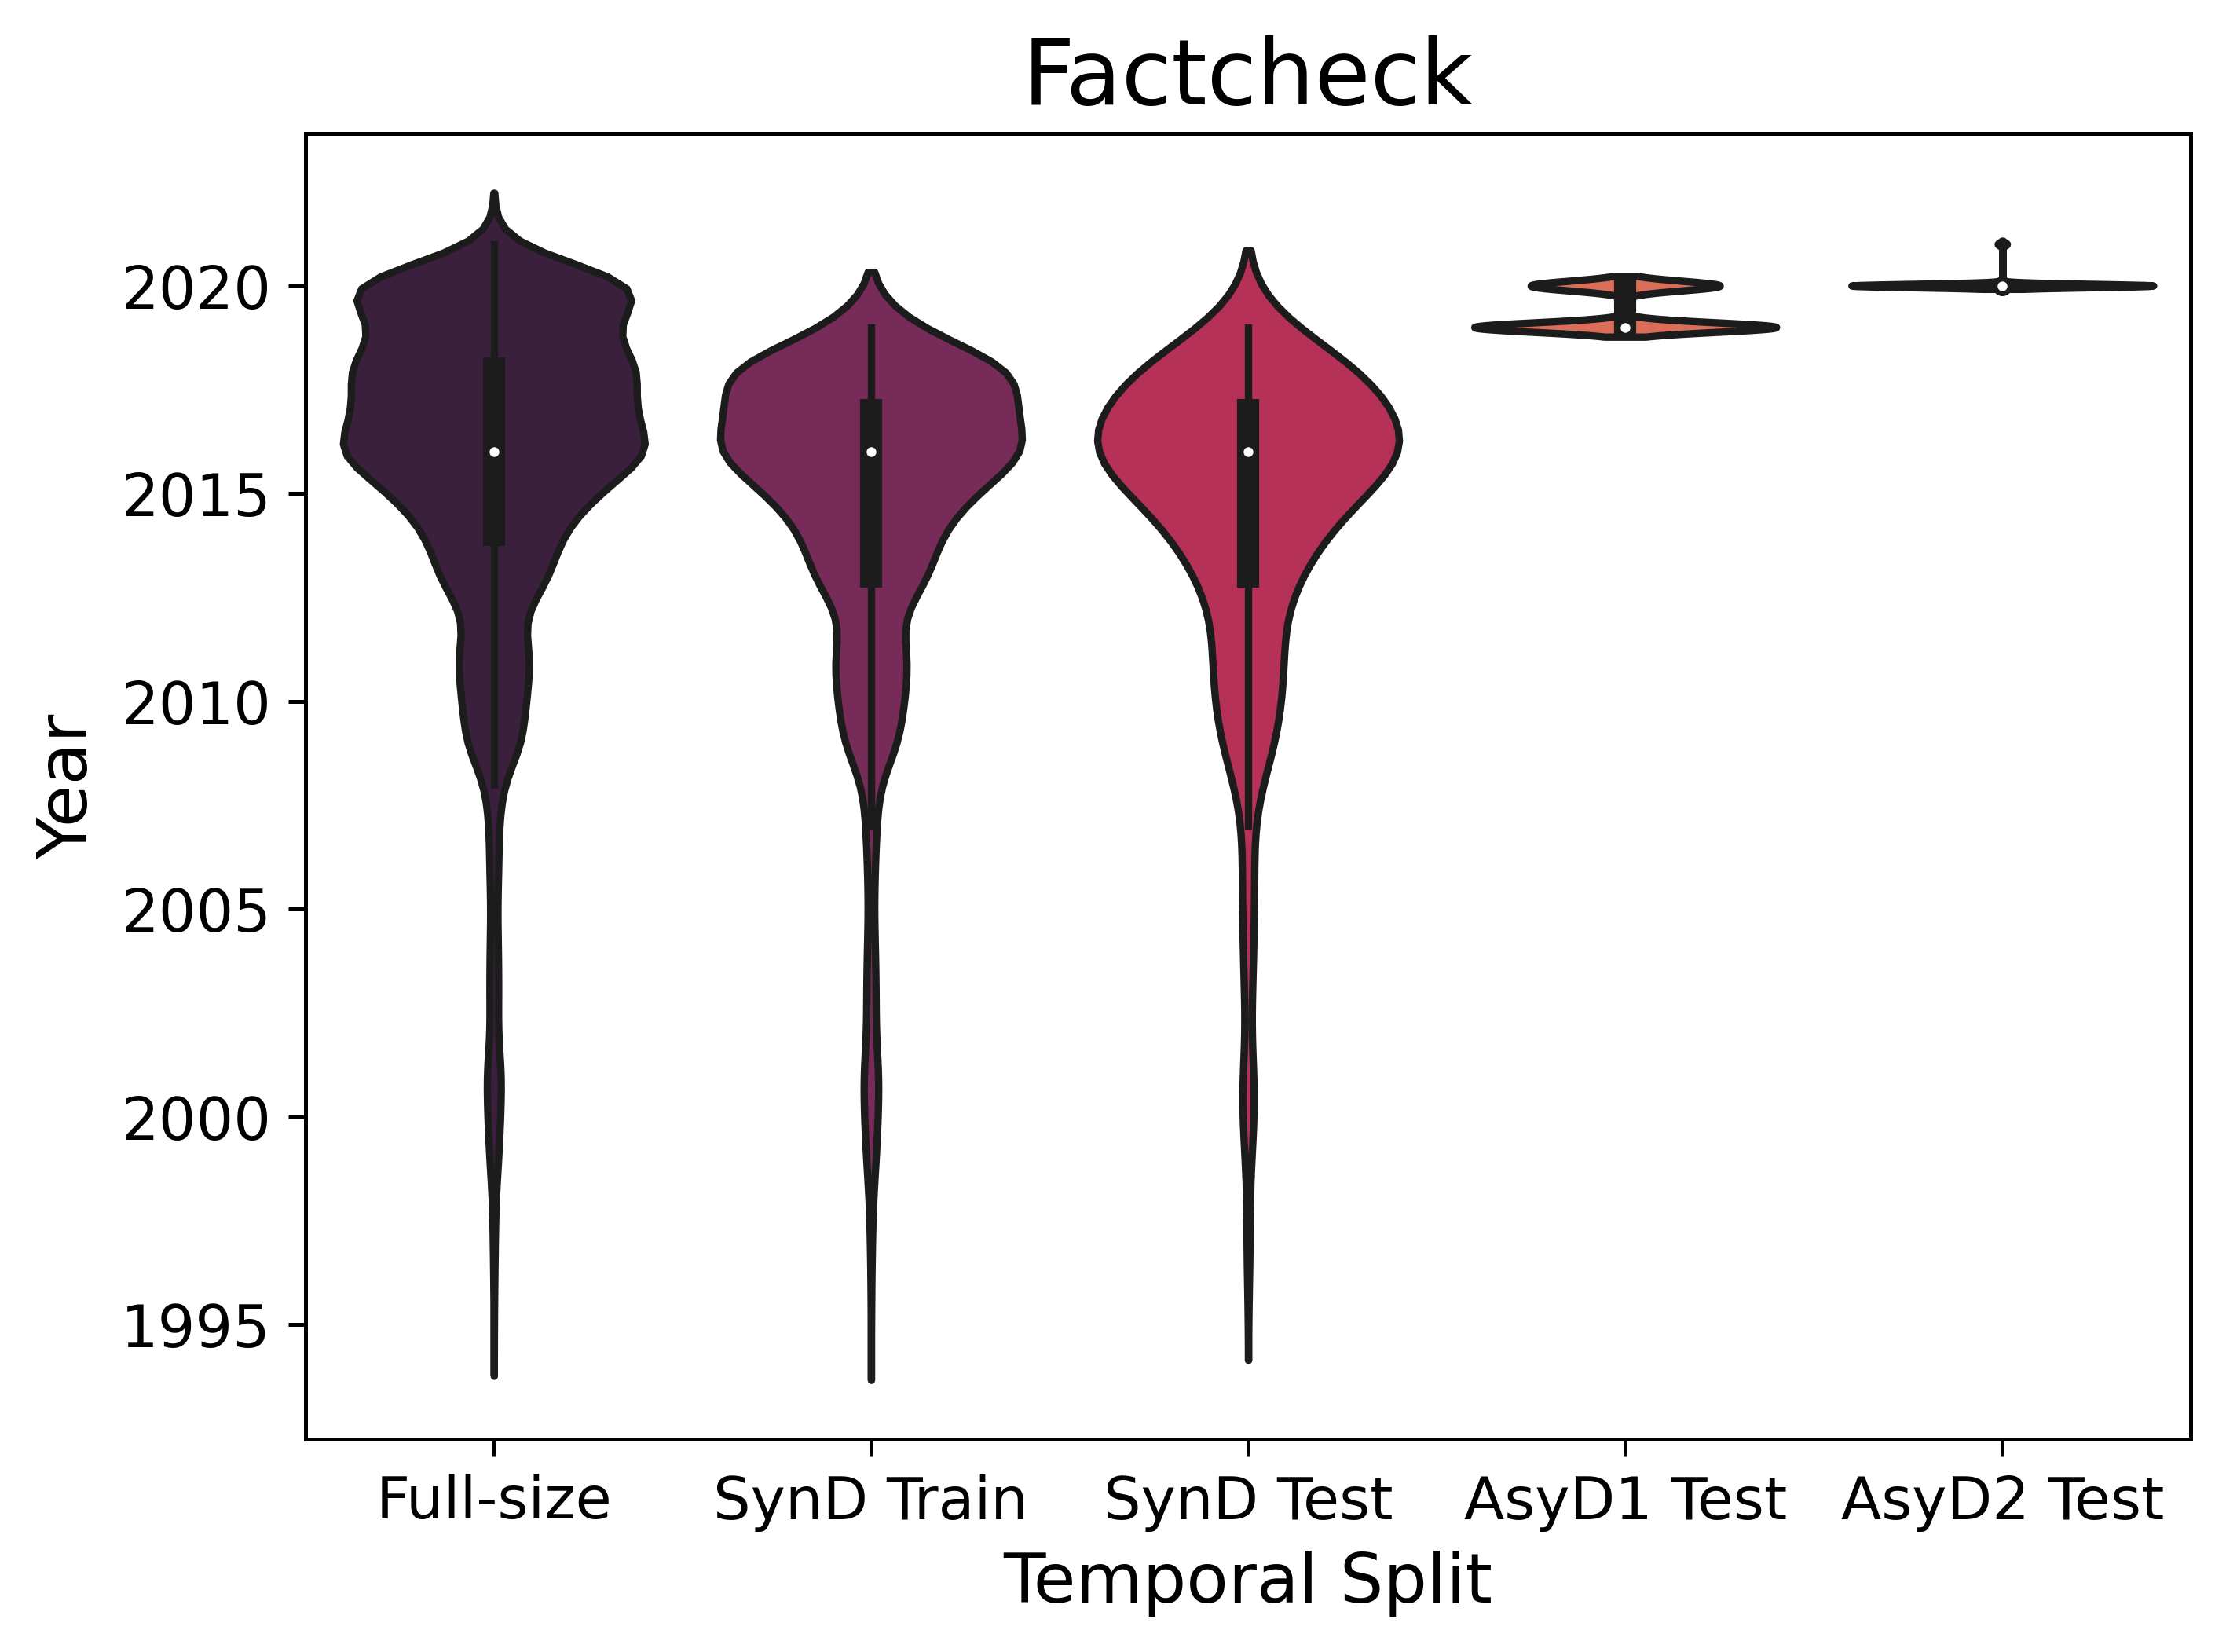 Factcheck
Year
2020
2015
2010
2005
2000
1995
Full-size SynD Train SynD Test AsyD1 Test AsyD2 Test
Temporal Split